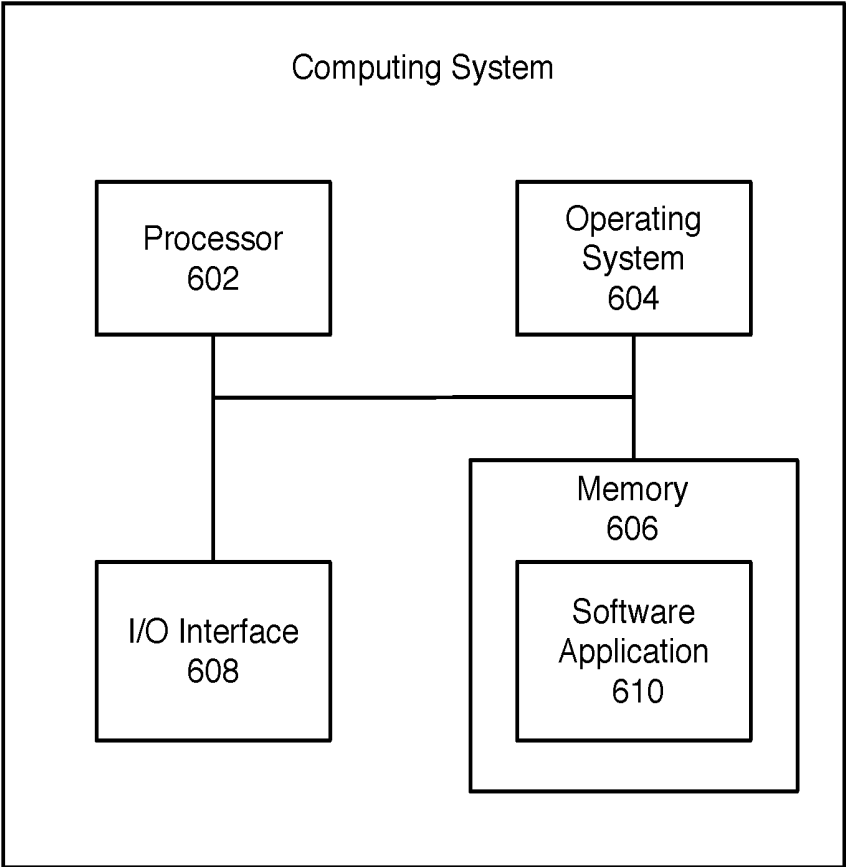 Computing System
Processor
602
Operating
System
604
Memory
606
I/O Interface
608
Software
Application
610